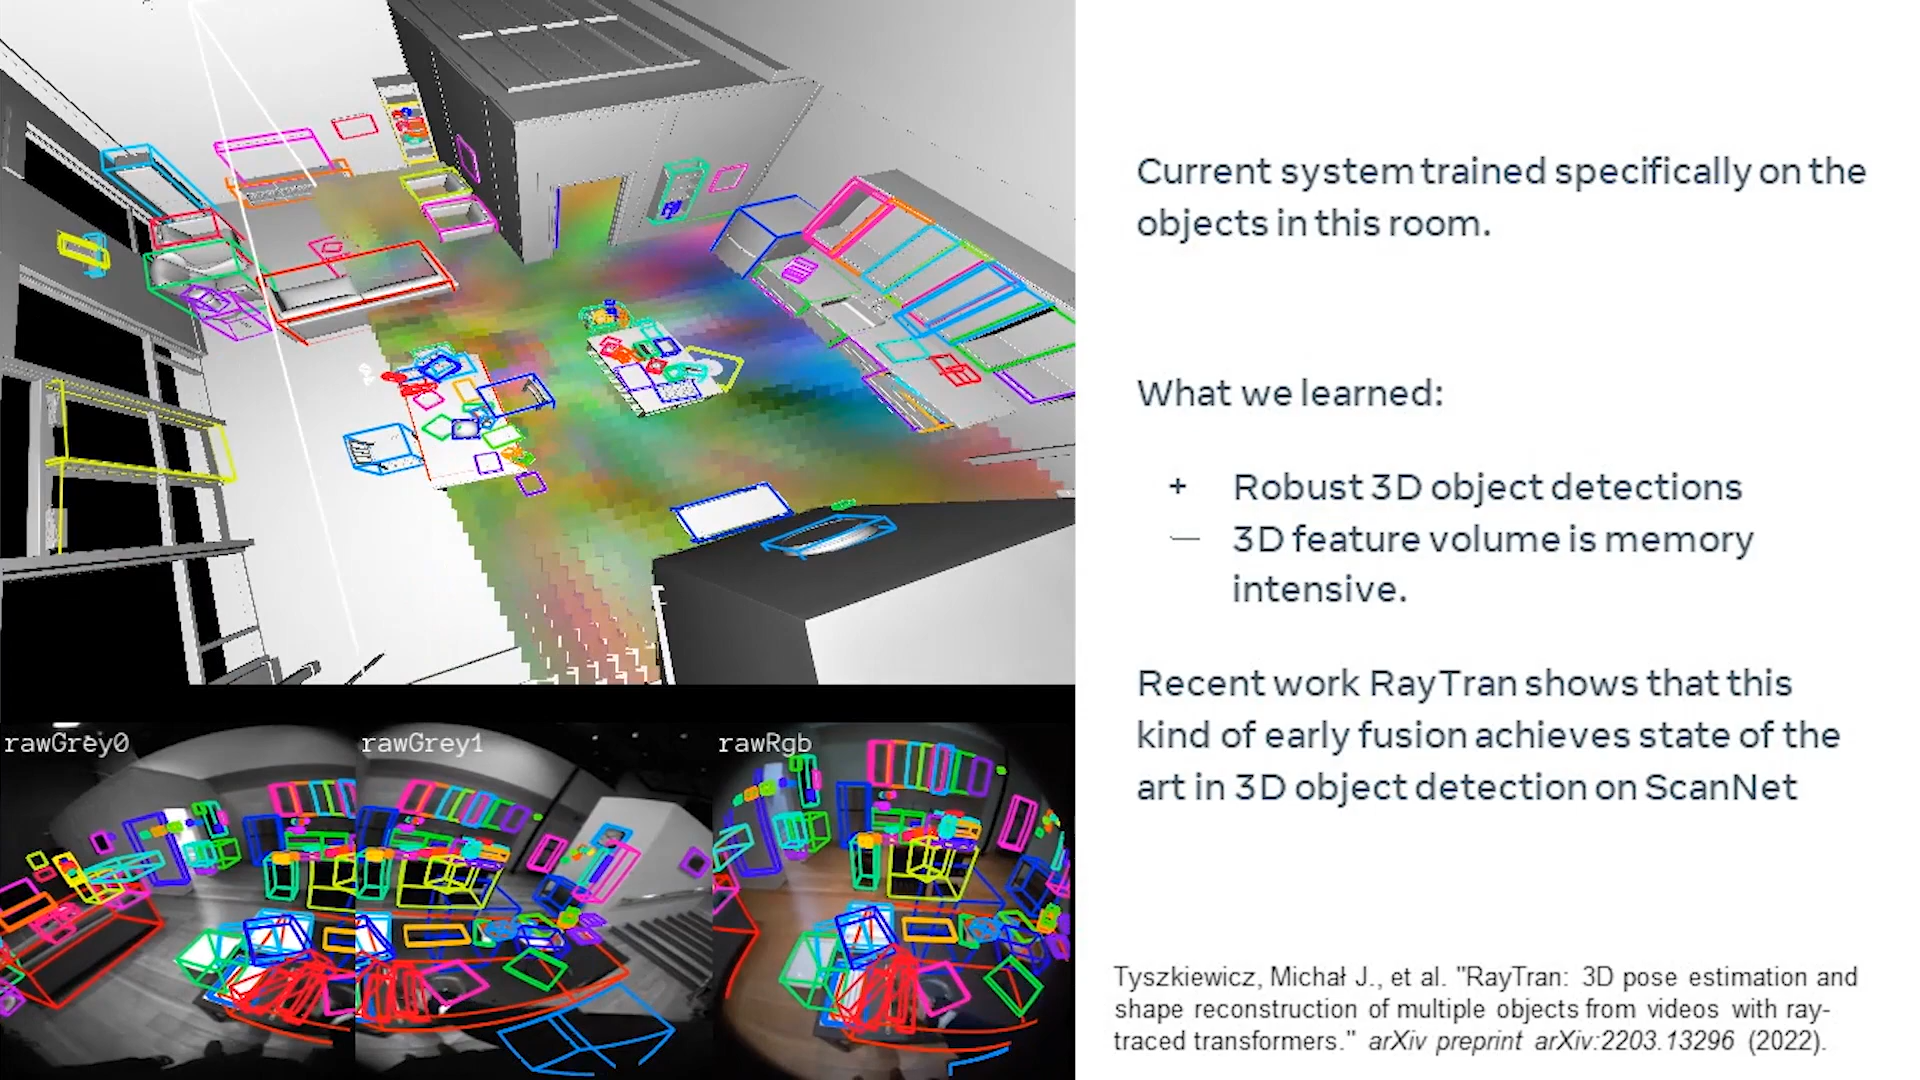 Current system trained specifically on the
objects in this room.
What we learned:
+ Robust 3D object detections
— 3D feature volume is memory
intensive.
Recent work RayTran shows that this
kind of early fusion achieves state of the
art in 3D object detection on ScanNet
rawGrey0
rawGrey1
rawRgb
Tyszkiewicz, Michał J., et al. "RayTran: 3D pose estimation and
shape reconstruction of multiple objects from videos with ray-
traced transformers." arXiv preprint arXiv:2203.13296 (2022).